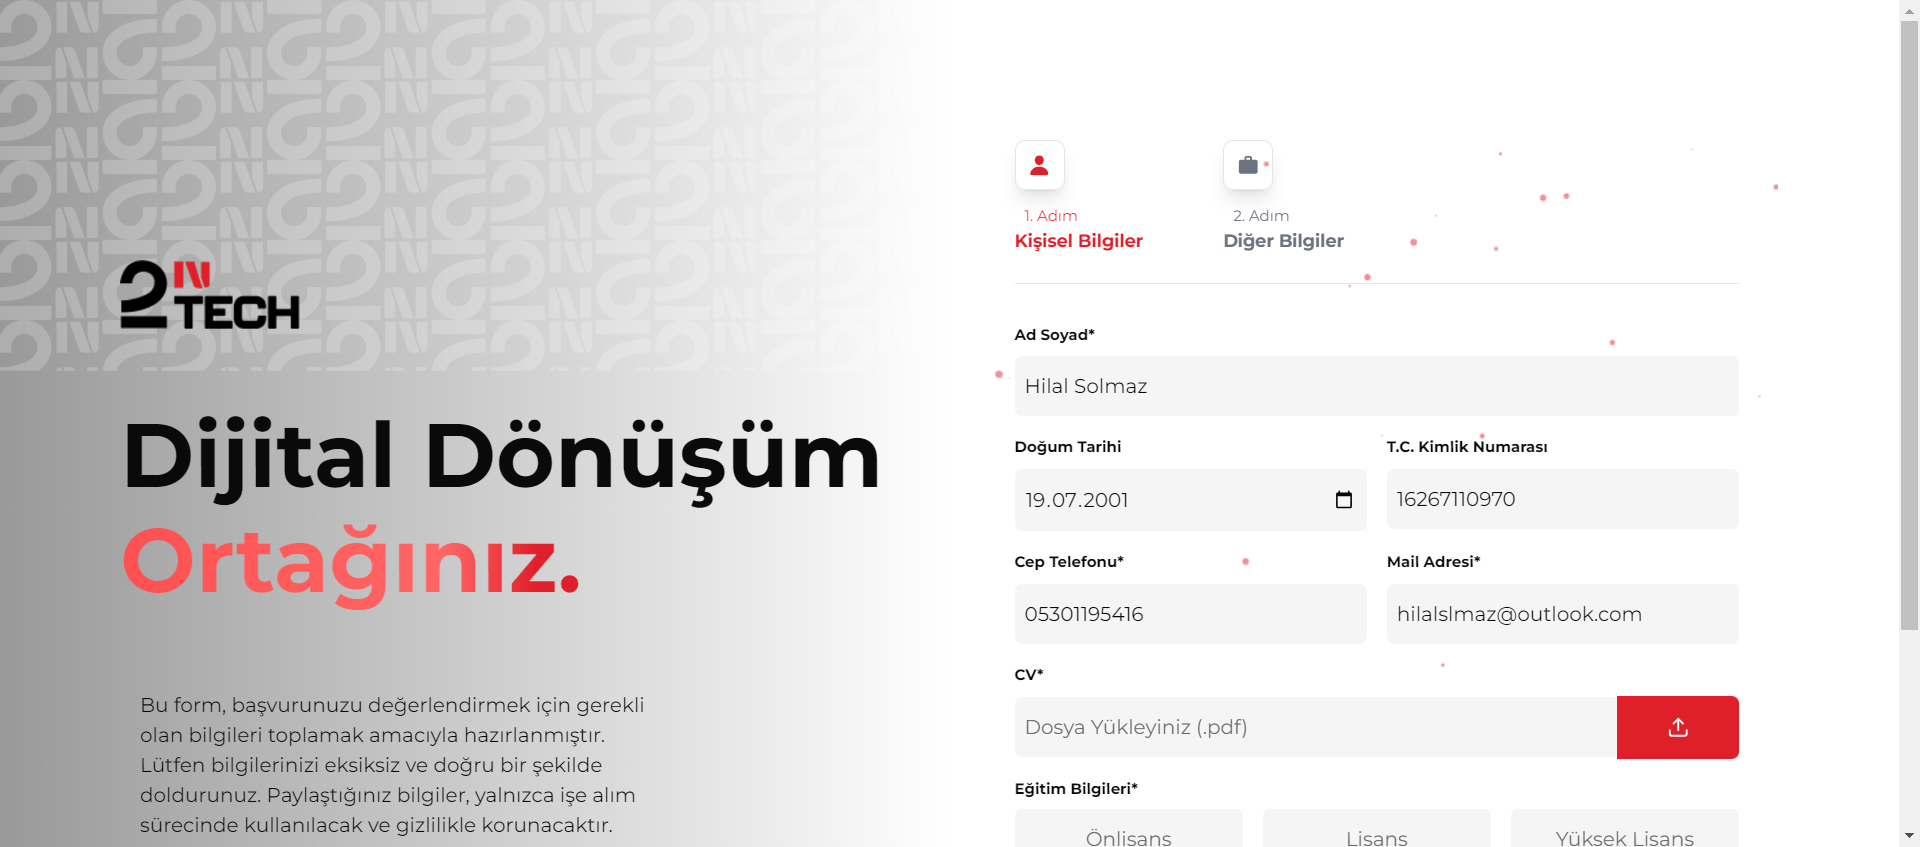 2N TECH
Dijital Dönüşüm
Ortağınız.
Bu form, başvurunuzu değerlendirmek için gerekli
olan bilgileri toplamak amacıyla hazırlanmıştır.
Lütfen bilgilerinizi eksiksiz ve doğru bir şekilde
doldurunuz. Paylaştığınız bilgiler, yalnızca işe alım
sürecinde kullanılacak ve gizlilikle korunacaktır.
1. Adım
Kişisel Bilgiler
2. Adım
Diğer Bilgiler
Ad Soyad*
Hilal Solmaz
Doğum Tarihi
19.07.2001
T.C. Kimlik Numarası
16267110970
Cep Telefonu*
05301195416
Mail Adresi*
hilalslmaz@outlook.com
CV*
Dosya Yükleyiniz (.pdf)
Eğitim Bilgileri*
Önlisans
Lisans
Yüksek Lisans